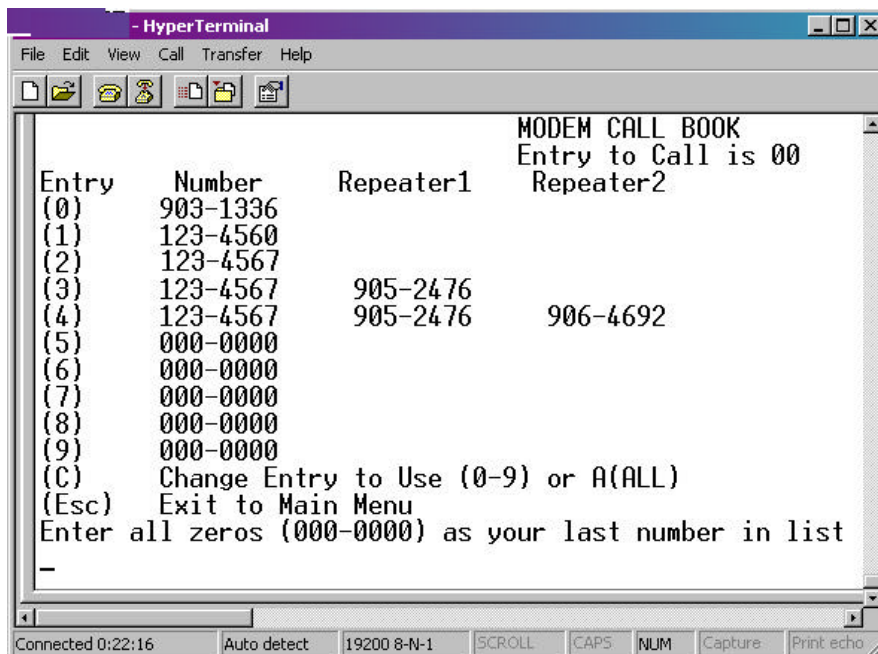 - HyperTerminal
File Edit View Call Transfer Help
MODEM CALL BOOK
Entry to Call is 00
Entry Number Repeater1 Repeater2
(0) 903-1336
(1) 123-4560
(2) 123-4567
(3) 123-4567 905-2476
(4) 123-4567 905-2476 906-4692
(5) 000-0000
(6) 000-0000
(7) 000-0000
(8) 000-0000
(9) 000-0000
(C) Change Entry to Use (0-9) or A(ALL)
(Esc) Exit to Main Menu
Enter all zeros (000-0000) as your last number in list
Connected 0:22:16 Auto detect 19200 8-N-1 SCROLL CAPS NUM Capture Print echo